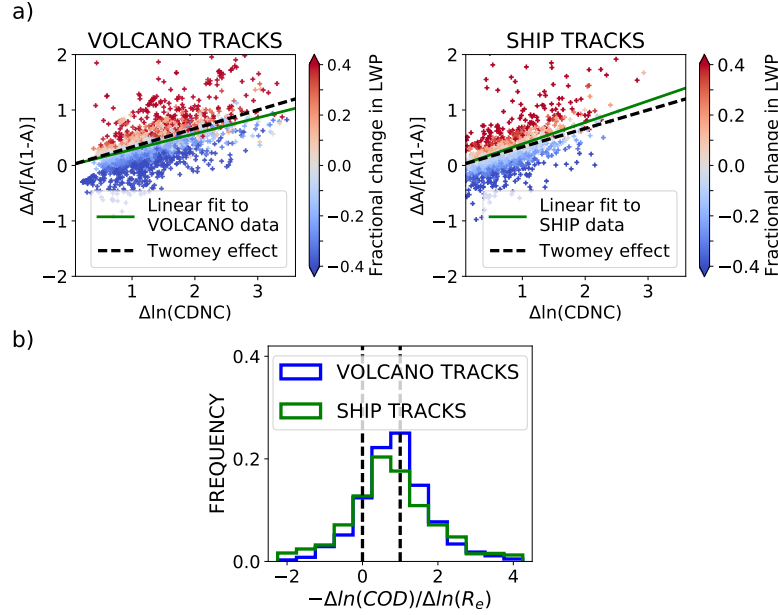 a)
VOLCANO TRACKS
SHIP TRACKS
2
1
0
−1
−2
ΔA/[A(1-A)]
1
2
3
Δln(CDNC)
Linear fit to
VOLCANO data
Twomey effect
0.4
0.2
0.0
−0.2
−0.4
Fractional change in LWP
2
1
0
−1
−2
ΔA/[A(1-A)]
1
2
3
Δln(CDNC)
Linear fit to
SHIP data
Twomey effect
0.4
0.2
0.0
−0.2
−0.4
Fractional change in LWP
b)
0.4
0.2
0.0
FREQUENCY
VOLCANO TRACKS
SHIP TRACKS
−2
0
2
4
−Δln(COD)/Δln(Re)